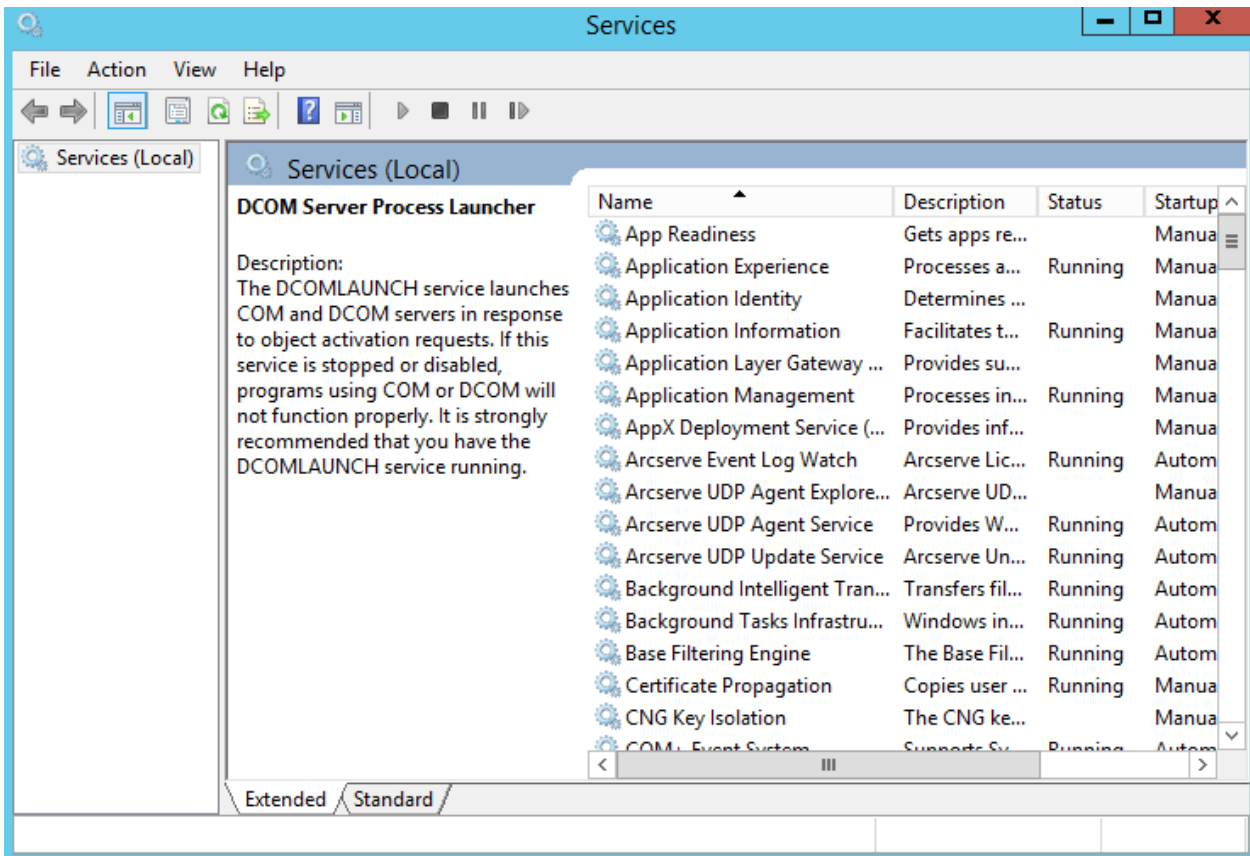 Services
File Action View Help
Services (Local)
Services (Local)
DCOM Server Process Launcher
Description:
The DCOMLAUNCH service launches
COM and DCOM servers in response
to object activation requests. If this
service is stopped or disabled,
programs using COM or DCOM will
not function properly. It is strongly
recommended that you have the
DCOMLAUNCH service running.
Name Description Status Startup
App Readiness Gets apps re... Manua
Application Experience Processes a... Running Manua
Application Identity Determines ... Manua
Application Information Facilitates t... Running Manua
Application Layer Gateway ... Provides su... Manua
Application Management Processes in... Running Manua
AppX Deployment Service (... Provides inf... Manua
Arcserve Event Log Watch Arcserve Lic... Running Autom
Arcserve UDP Agent Explore... Arcserve UD... Manua
Arcserve UDP Agent Service Provides W... Running Autom
Arcserve UDP Update Service Arcserve Un... Running Autom
Background Intelligent Tran... Transfers fil... Running Autom
Background Tasks Infrastru... Windows in... Running Autom
Base Filtering Engine The Base Fil... Running Autom
Certificate Propagation Copies user ... Running Manua
CNG Key Isolation The CNG ke... Manua
COM+ Event System Supports Sy... Running Autom
Extended Standard